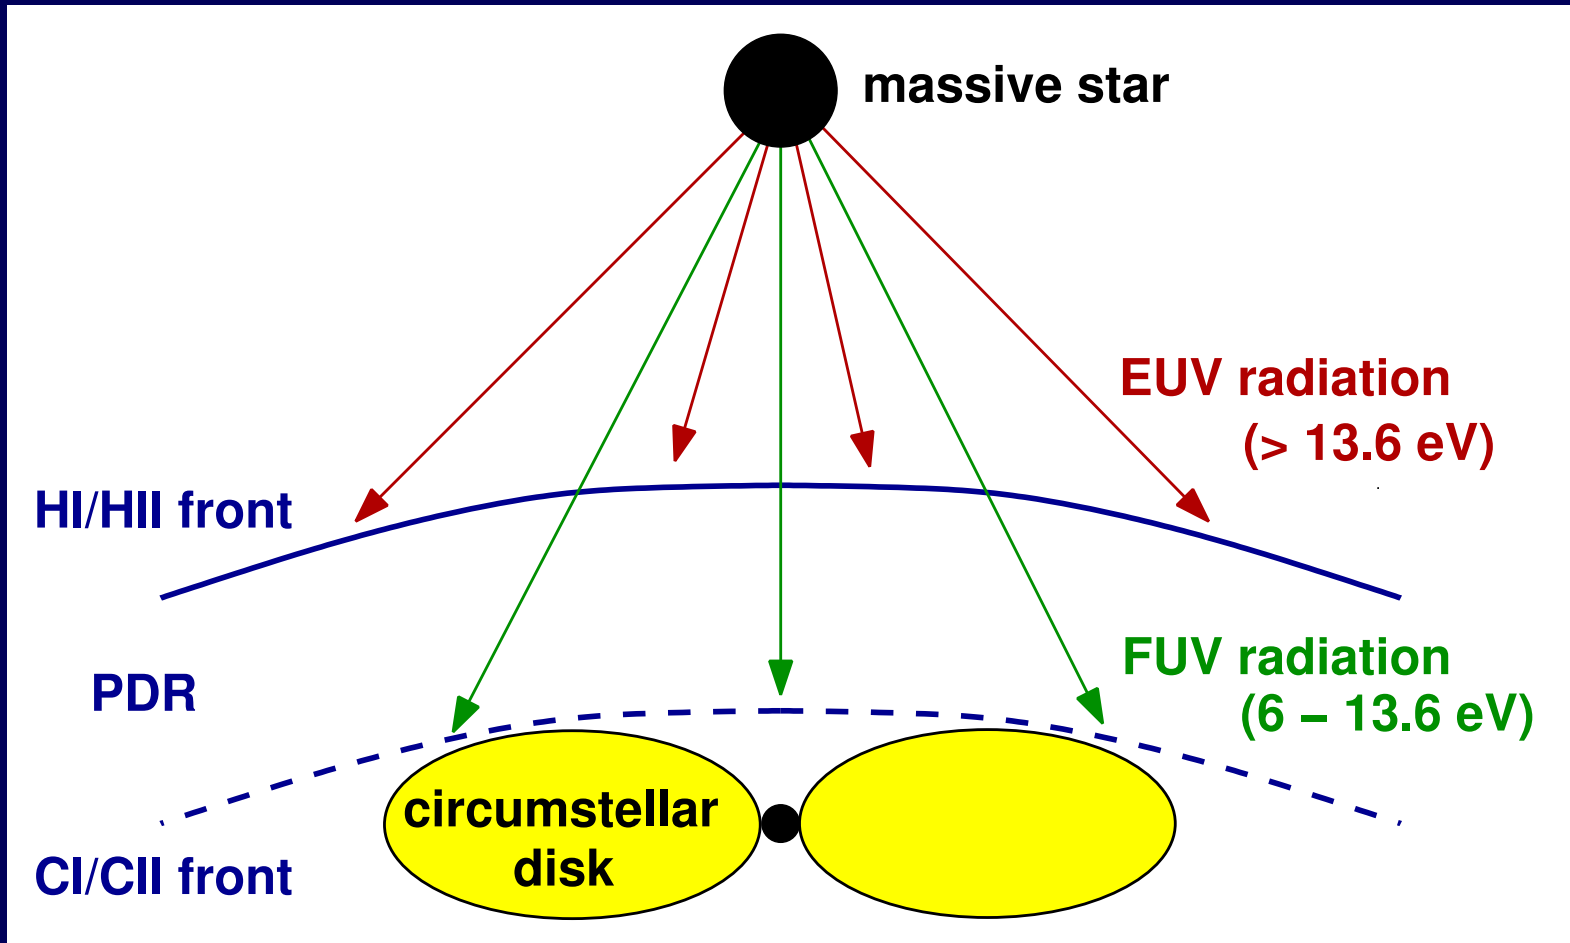 massive star
EUV radiation
(> 13.6 eV)
HI/HII front
FUV radiation
(6 – 13.6 eV)
PDR
circumstellar
disk
CI/CII front